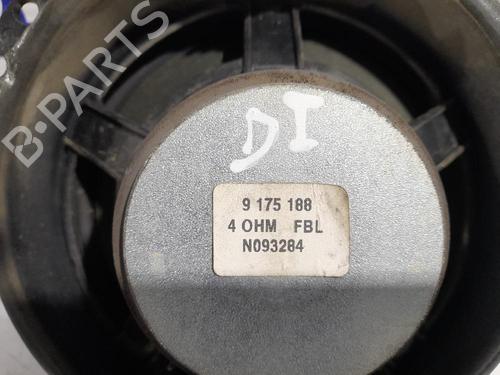 B-PARTS
DI
9 175 188
4 OHM FBL
N093284